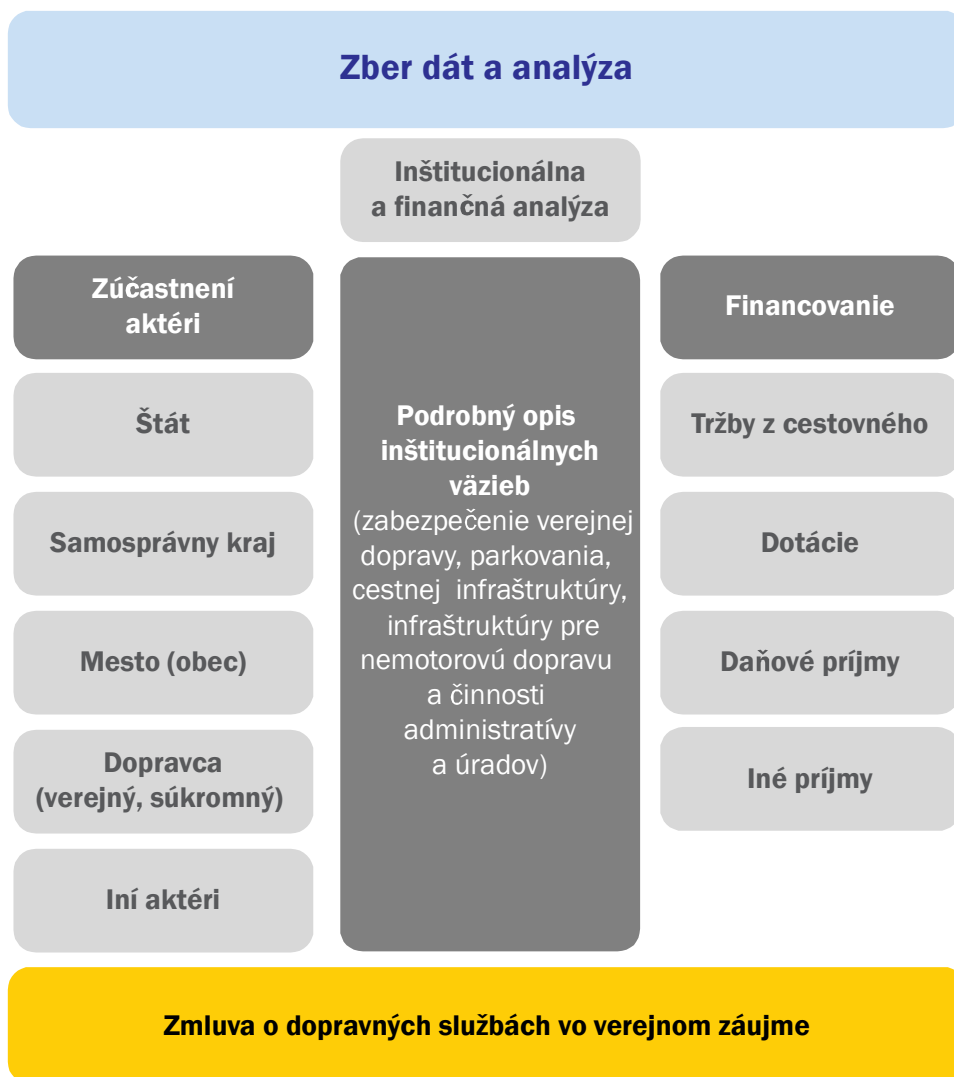 Zber dát a analýza
Inštitucionálna
a finančná analýza
Zúčastnení
aktéri
Štát
Samosprávny kraj
Mesto (obec)
Dopravca
(verejný, súkromný)
Iní aktéri
Podrobný opis
inštitucionálnych
väzieb
(zabezpečenie verejnej
dopravy, parkovania,
cestnej infraštruktúry,
infraštruktúry pre
nemotorovú dopravu
a činnosti
administratívy
a úradov)
Financovanie
Tržby z cestovného
Dotácie
Daňové príjmy
Iné príjmy
Zmluva o dopravných službách vo verejnom záujme